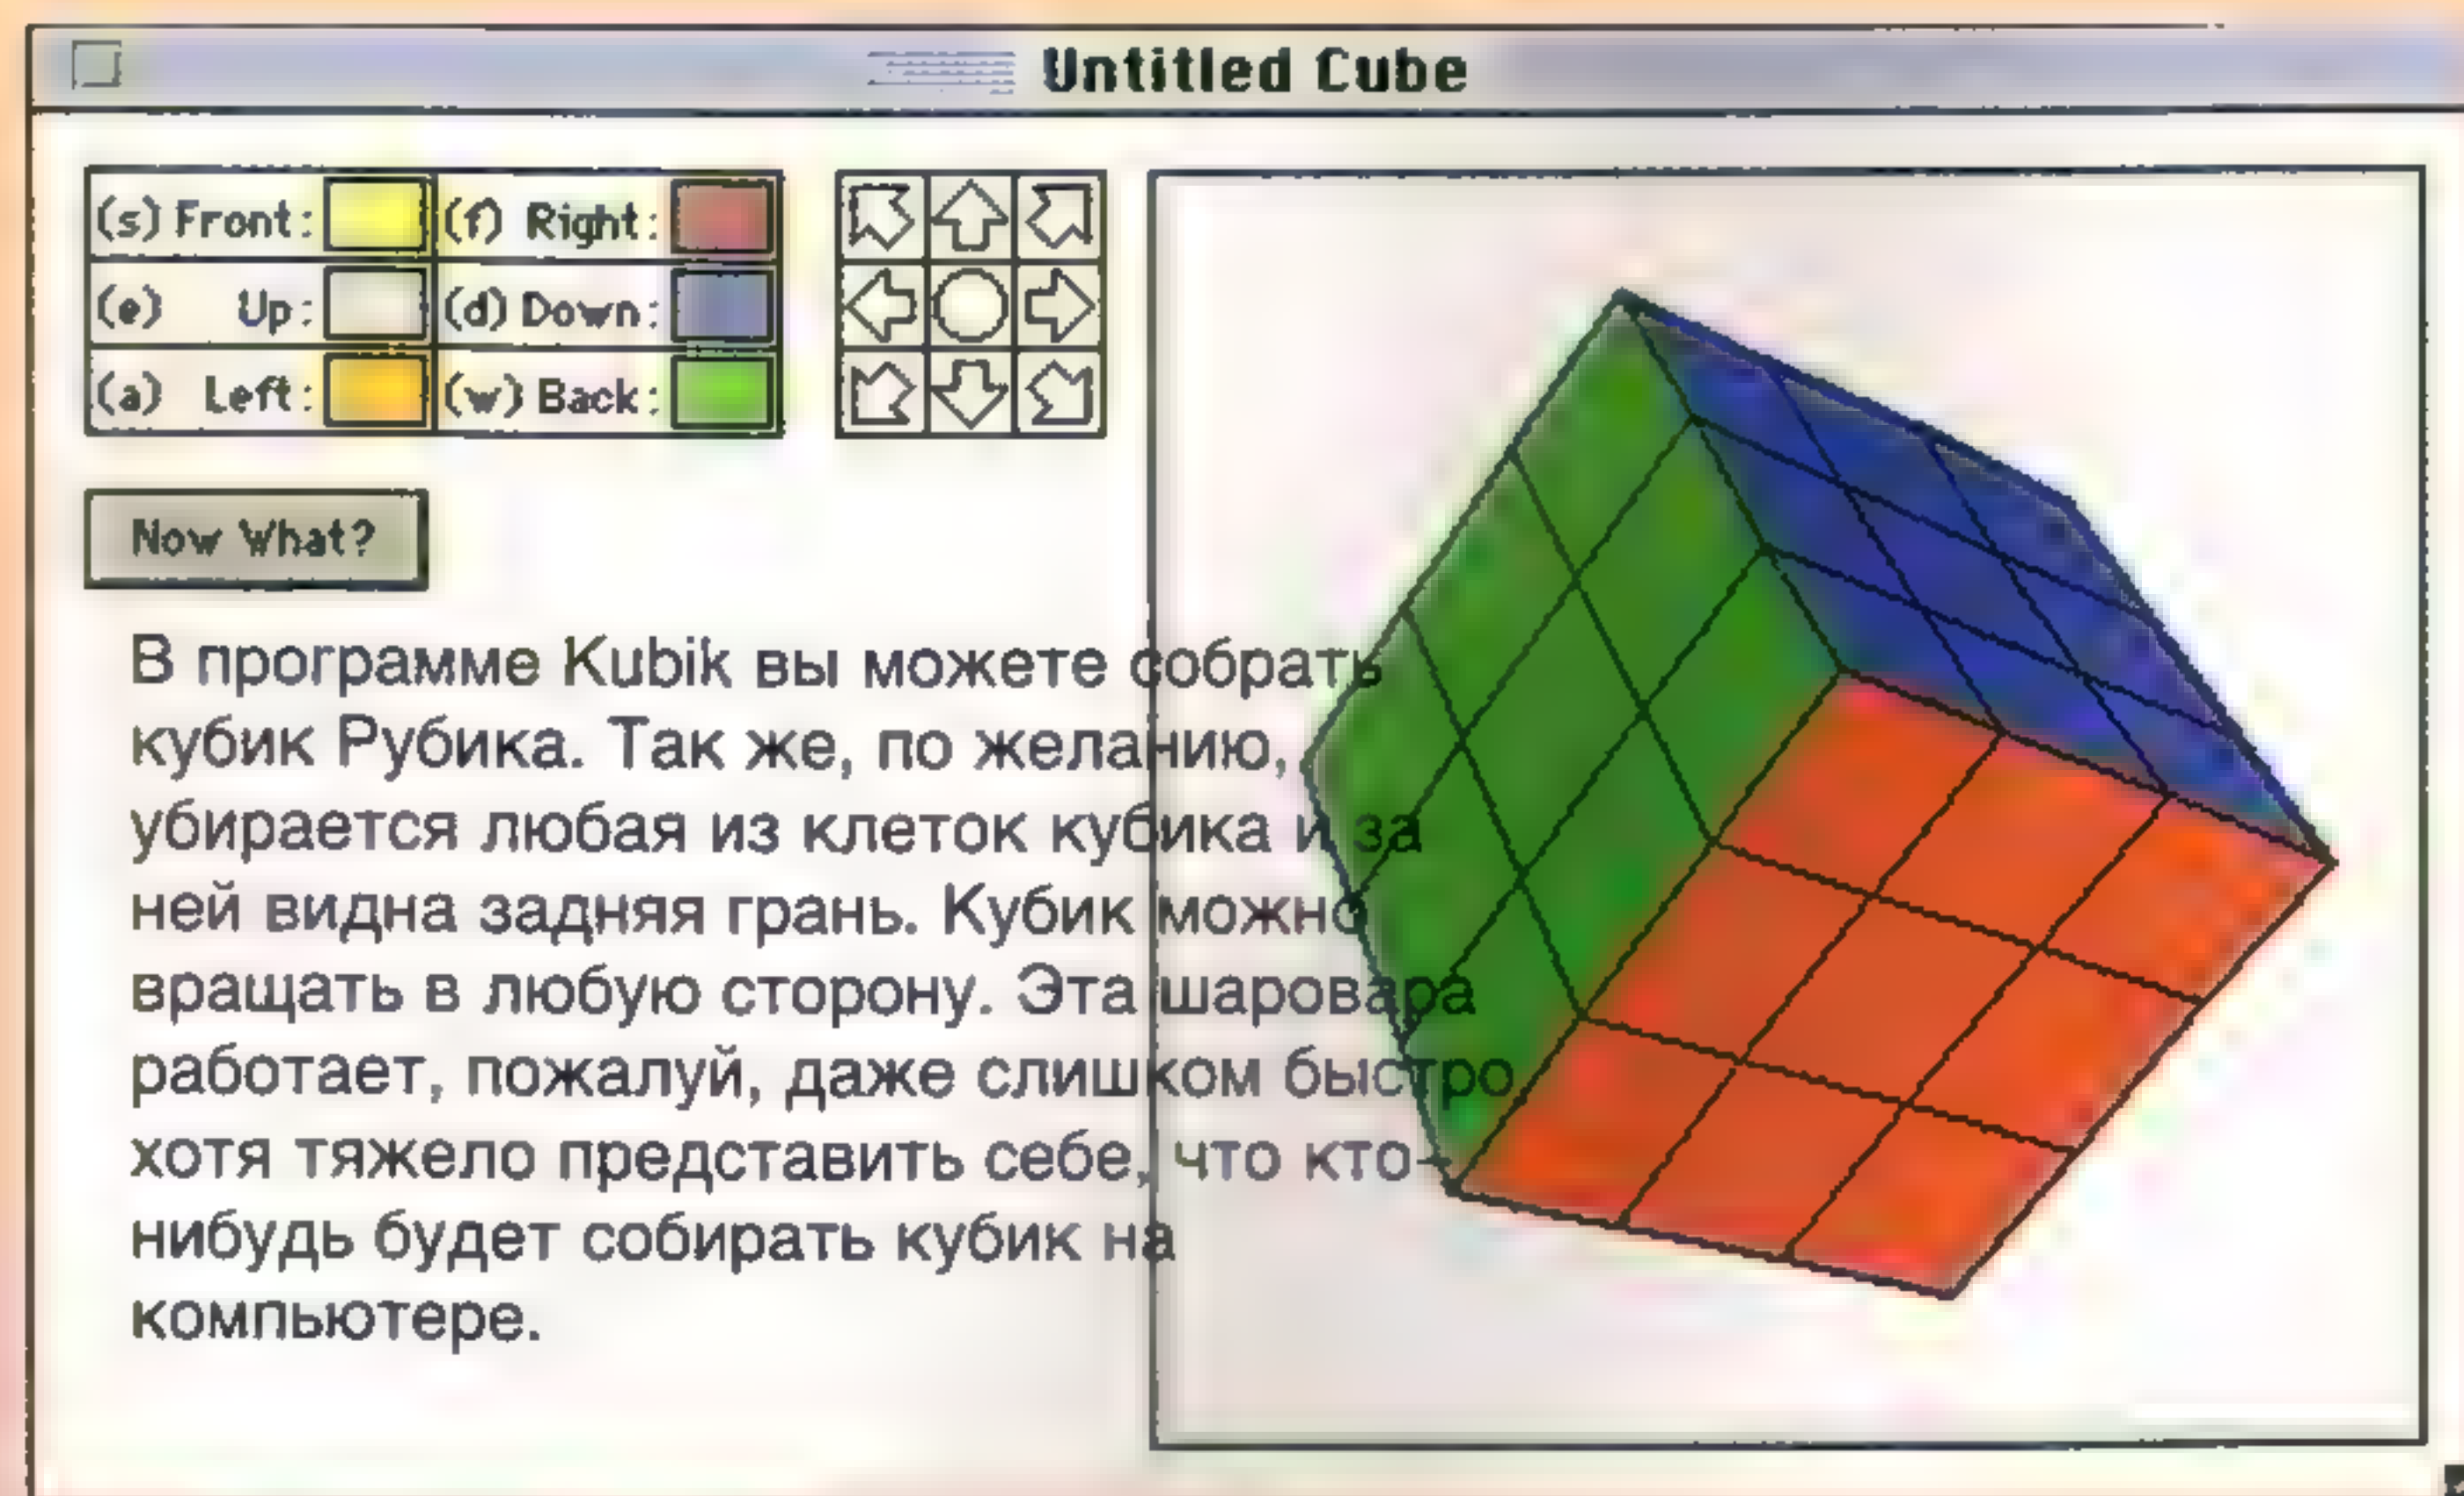 Untitled Cube
(s) Front: (f) Right:
(e) Up: (d) Down:
(a) Left: (w) Back:
Now What?
В программе Kubik вы можете собрать
кубик Рубика. Так же, по желанию,
убирается любая из клеток кубика и за
ней видна задняя грань. Кубик можно
вращать в любую сторону. Эта шаровара
работает, пожалуй, даже слишком быстро
хотя тяжело представить себе, что кто-
нибудь будет собирать кубик на
компьютере.